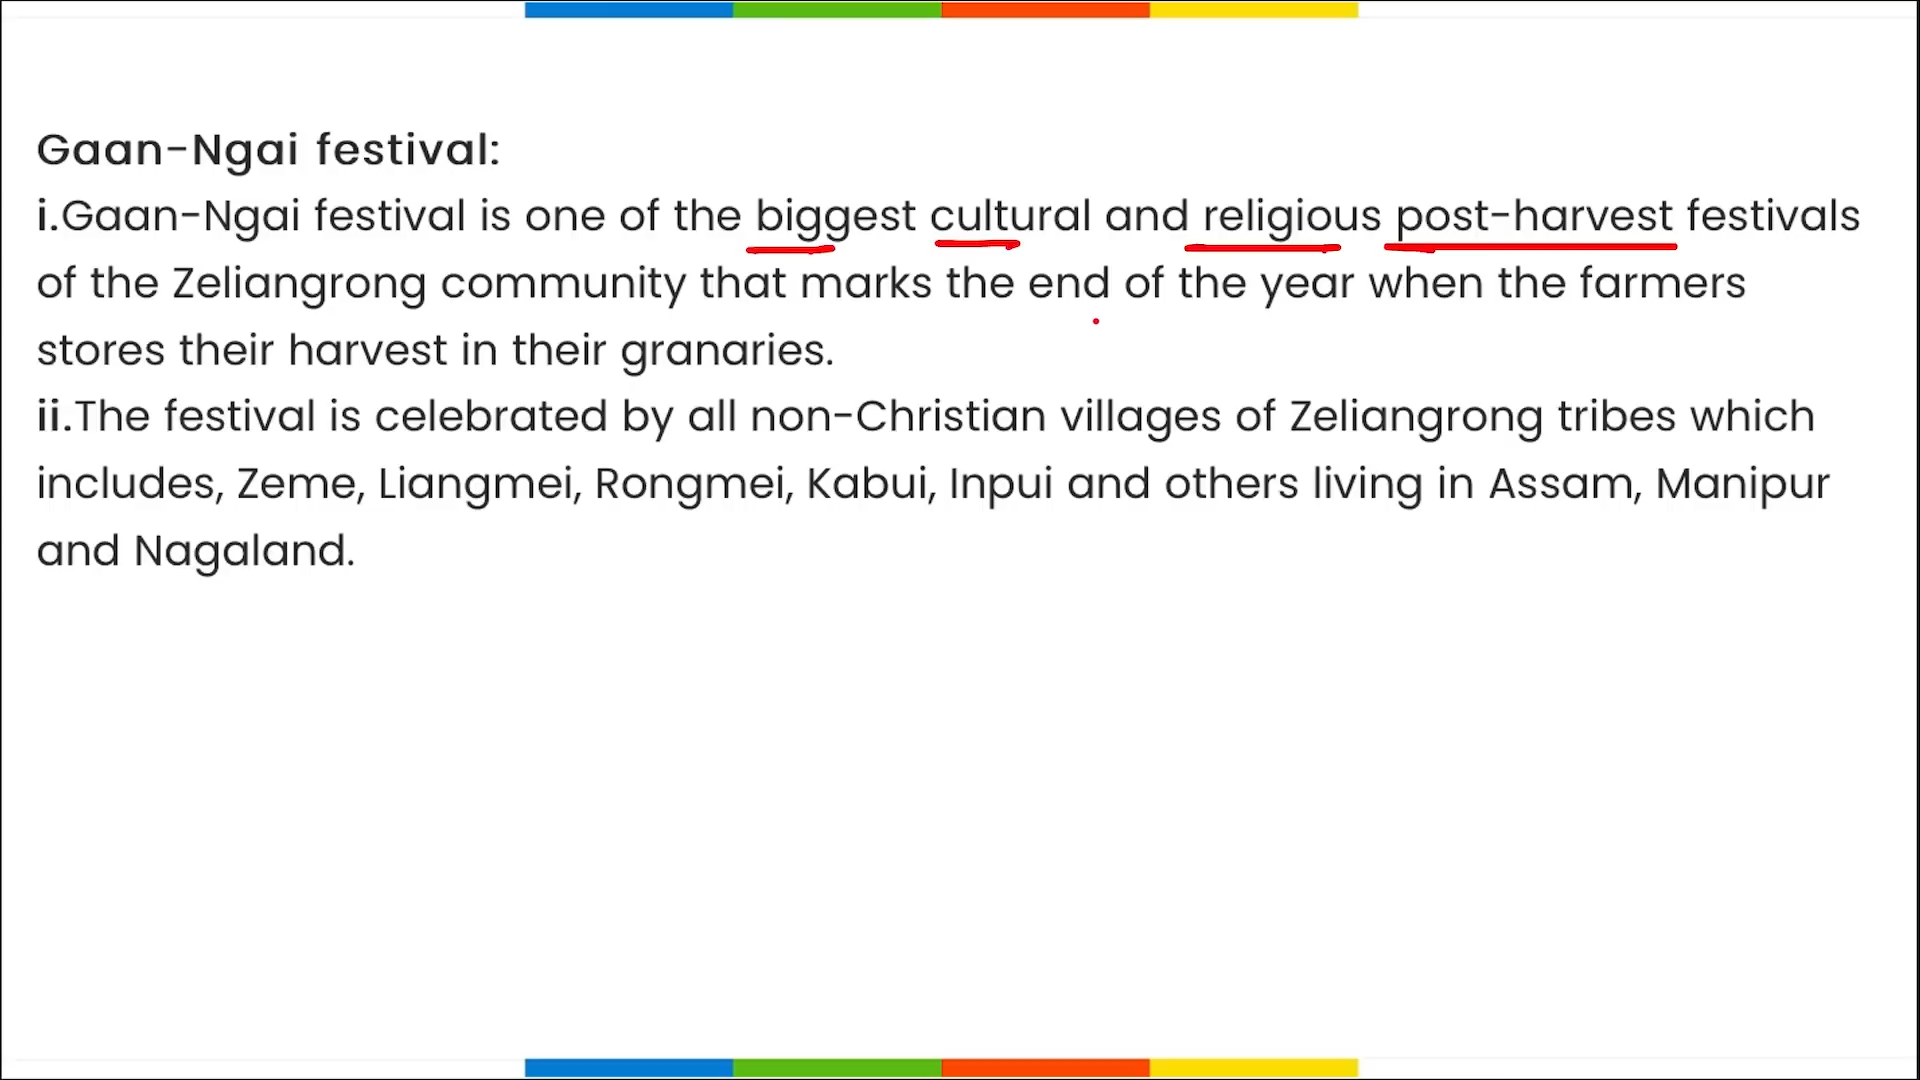 Gaan-Ngai festival:
i.Gaan-Ngai festival is one of the biggest cultural and religious post-harvest festivals
of the Zeliangrong community that marks the end of the year when the farmers
stores their harvest in their granaries.
ii.The festival is celebrated by all non-Christian villages of Zeliangrong tribes which
includes, Zeme, Liangmei, Rongmei, Kabui, Inpui and others living in Assam, Manipur
and Nagaland.